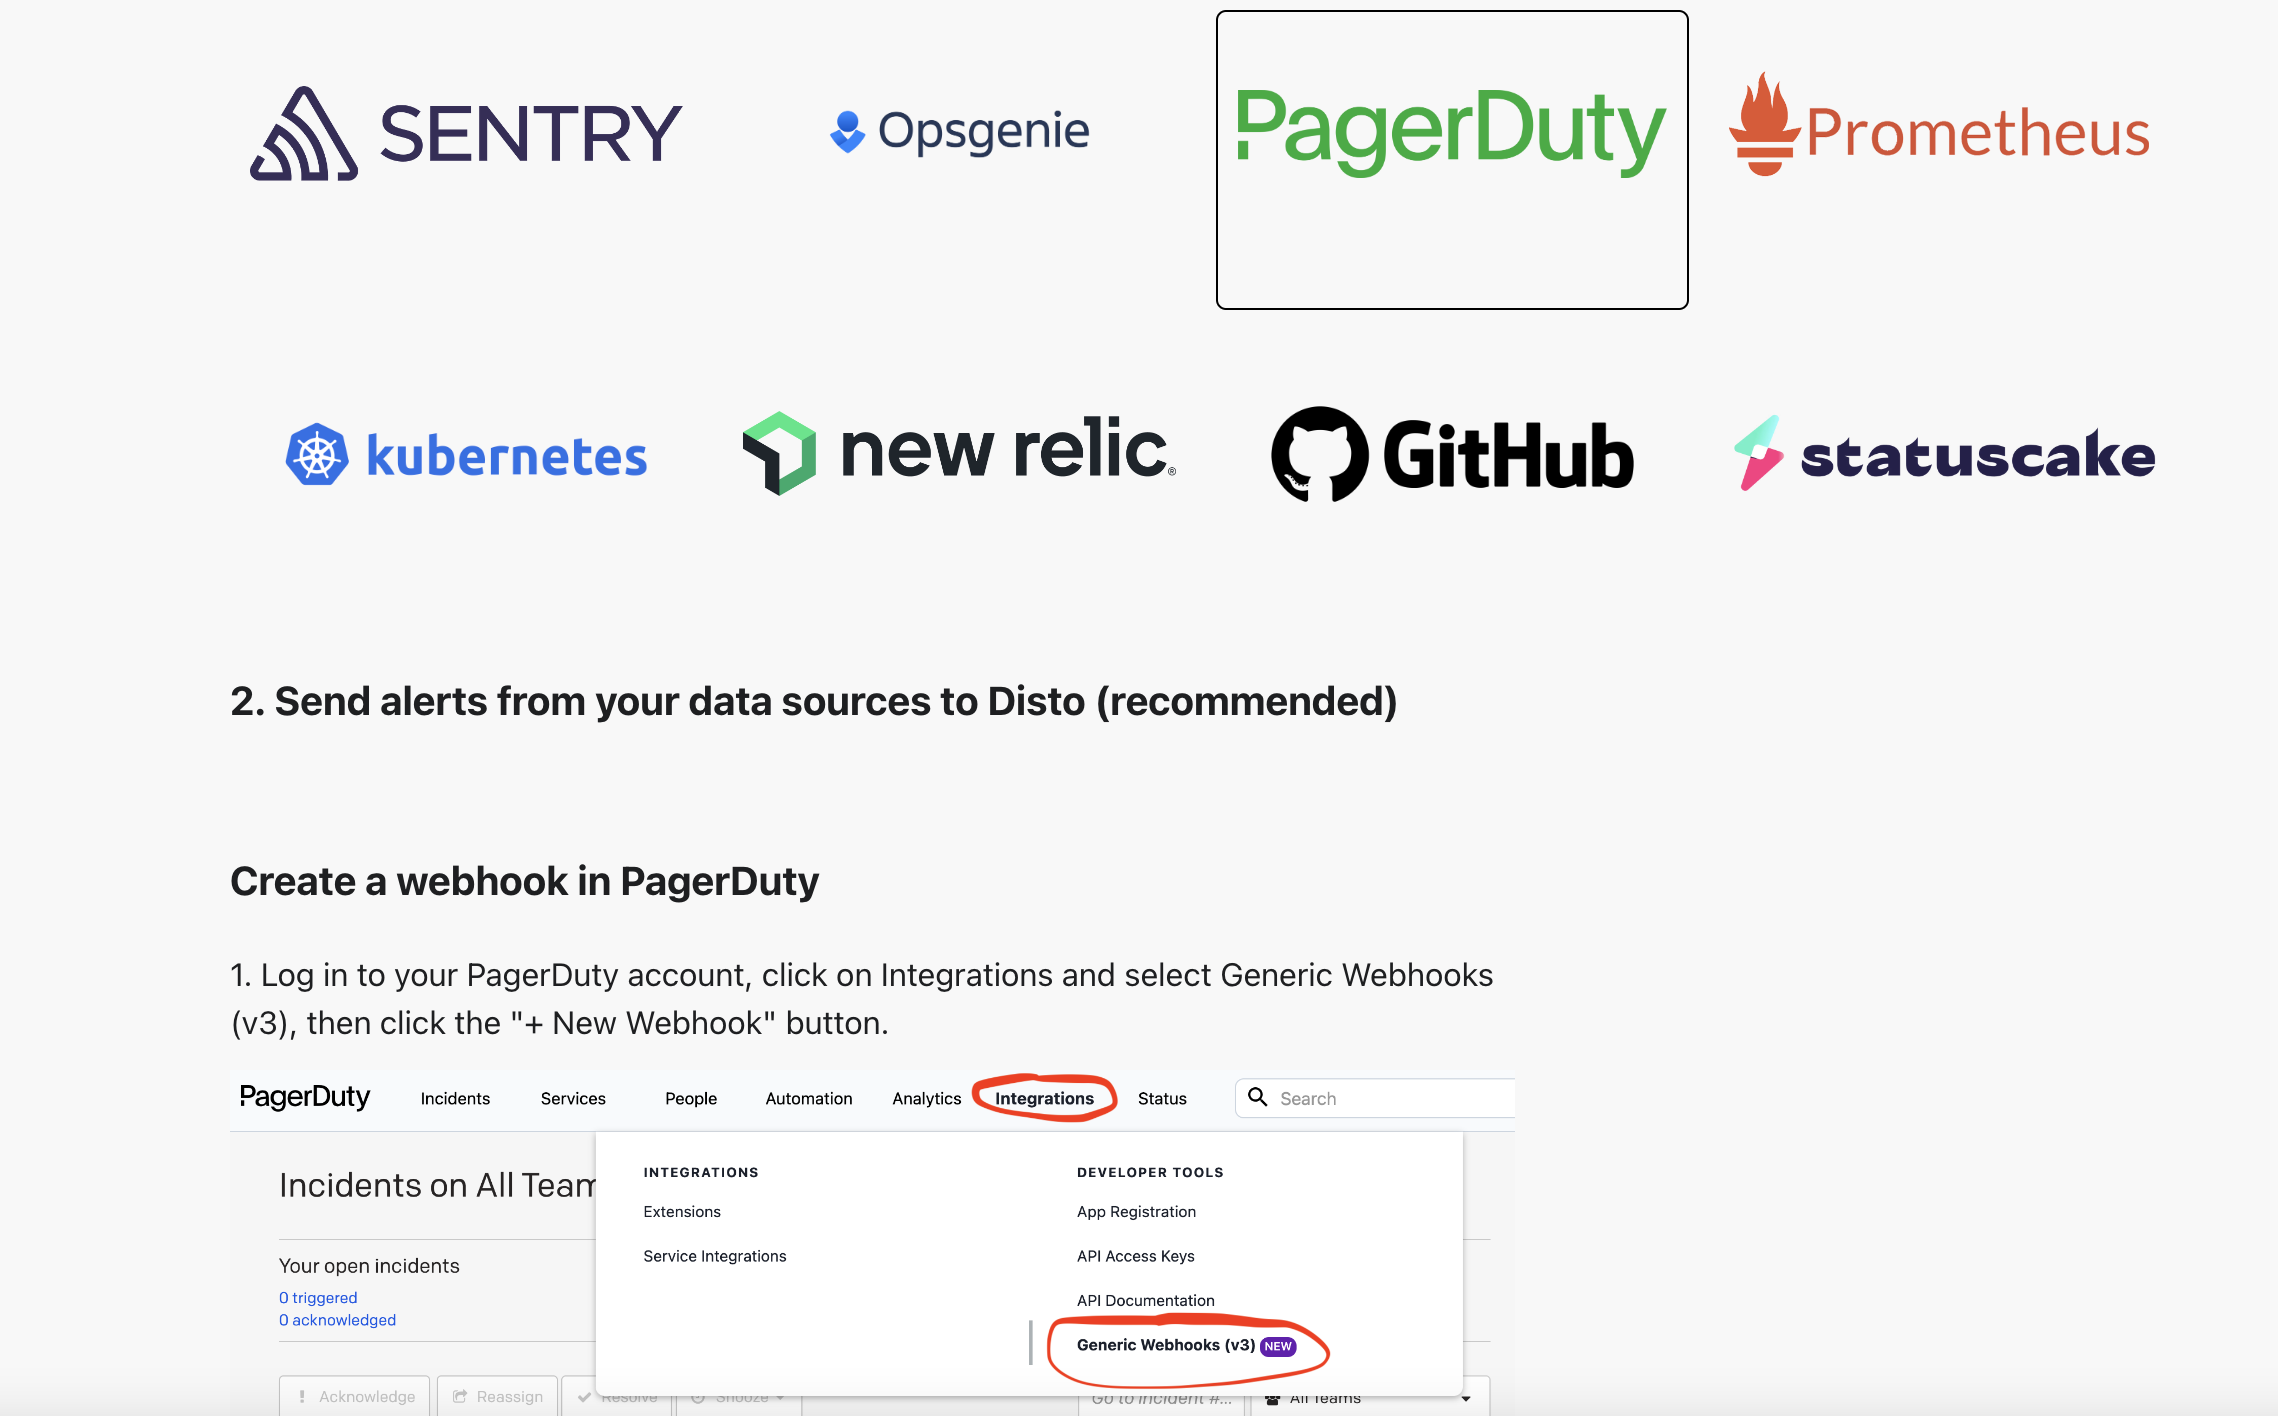 SENTRY
Opsgenie
PagerDuty
Prometheus
kubernetes
new relic®
GitHub
statuscake
2. Send alerts from your data sources to Disto (recommended)
Create a webhook in PagerDuty
1. Log in to your PagerDuty account, click on Integrations and select Generic Webhooks
(v3), then click the "+ New Webhook" button.
PagerDuty Incidents Services People Automation Analytics Integrations Status Search
INTEGRATIONS DEVELOPER TOOLS
Incidents on All Team
Extensions App Registration
Service Integrations API Access Keys
Your open incidents
0 triggered API Documentation
0 acknowledged
Generic Webhooks (v3) NEW
Acknowledge Reassign Resolve Snooze Go to incident #... All Teams